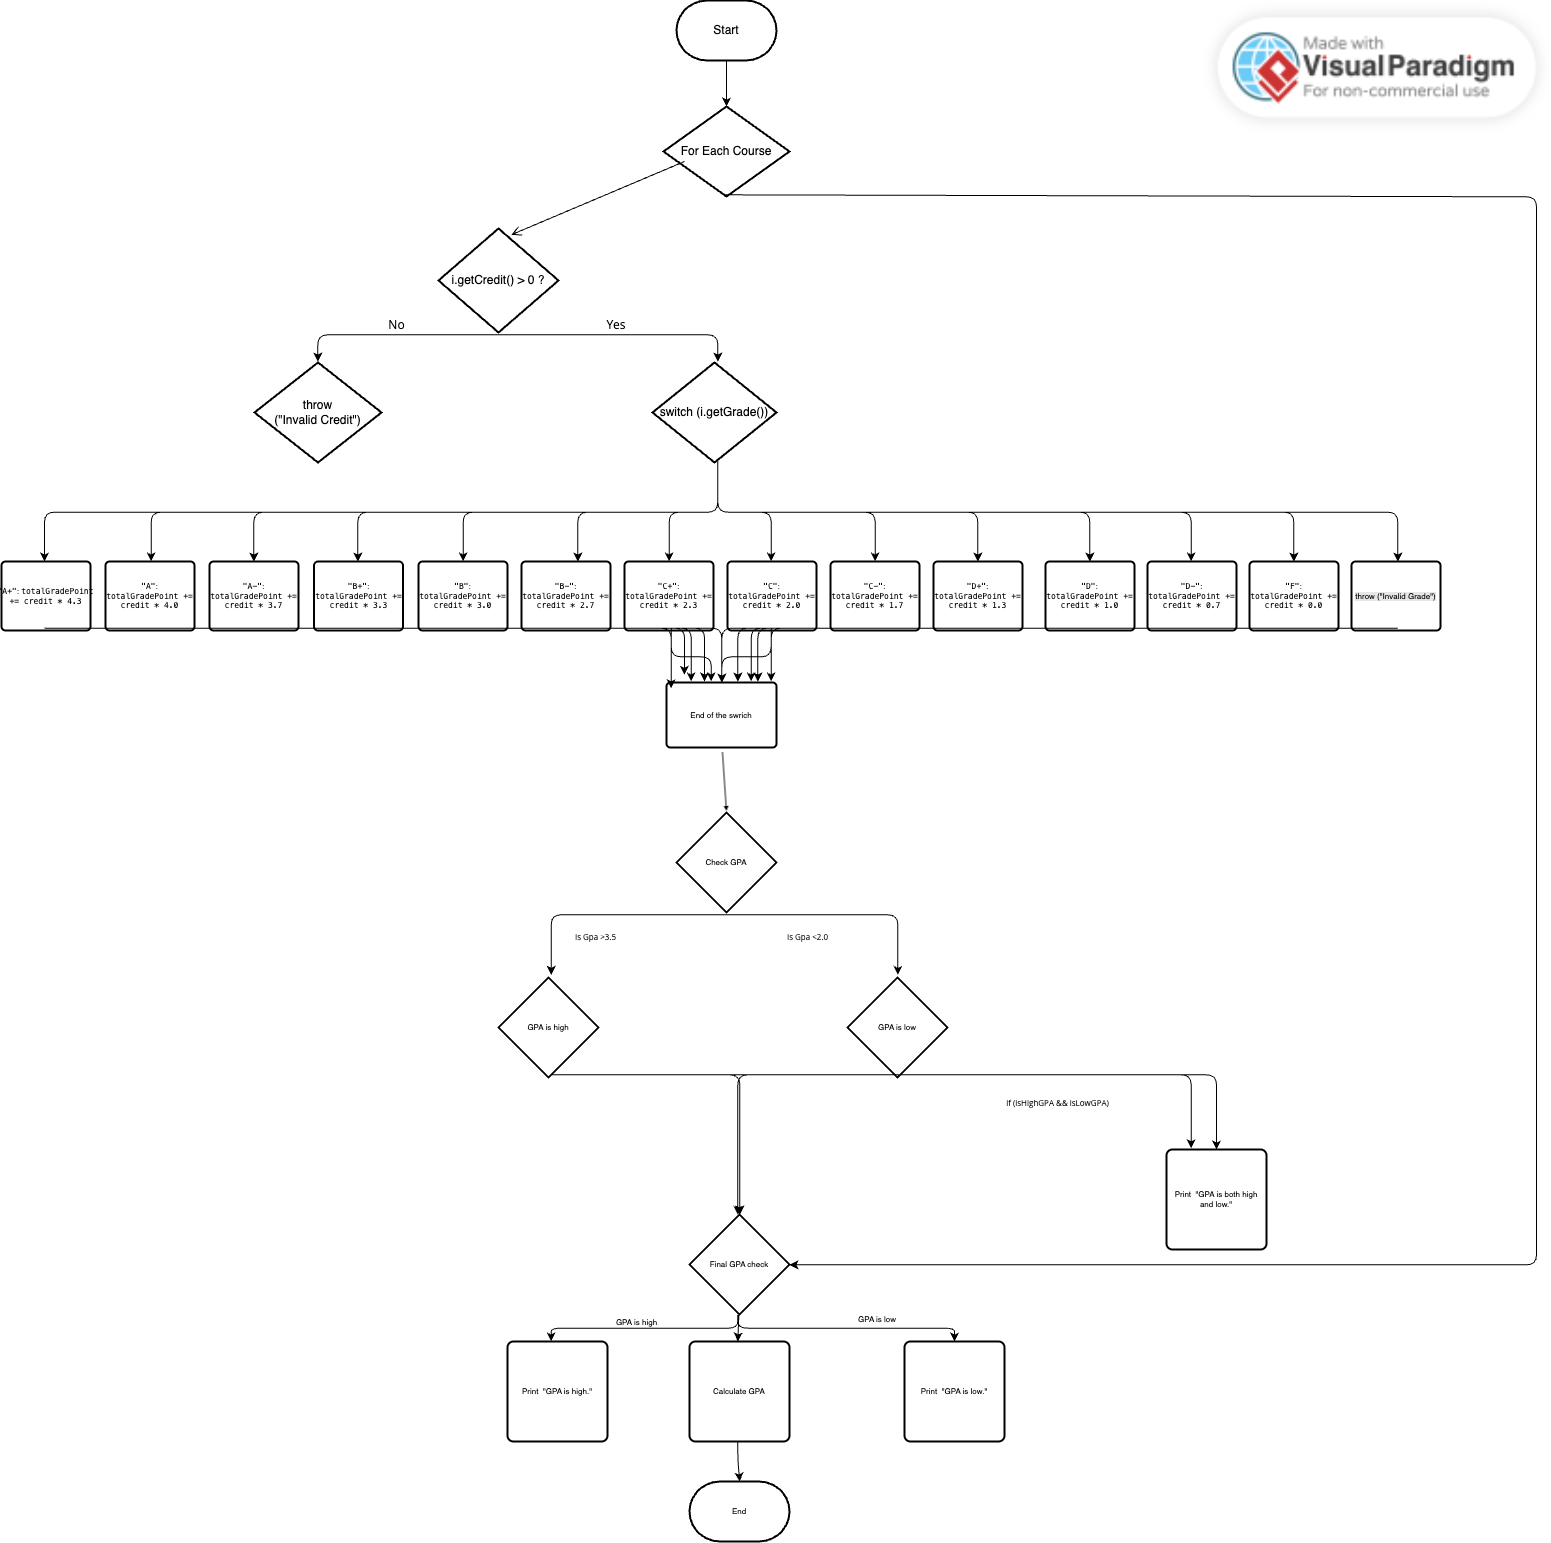 Start
Made with
Visual Paradigm
For non-commercial use
For Each Course
i.getCredit() > 0 ?
No
Yes
throw
("Invalid Credit")
switch (i.getGrade())
"A+": totalGradePoint
+= credit * 4.3
"A":
totalGradePoint +=
credit * 4.0
"A-":
totalGradePoint +=
credit * 3.7
"B+":
totalGradePoint +=
credit * 3.3
"B":
totalGradePoint +=
credit * 3.0
"B-":
totalGradePoint +=
credit * 2.7
"C+":
totalGradePoint +=
credit * 2.3
"C":
totalGradePoint +=
credit * 2.0
"C-":
totalGradePoint +=
credit * 1.7
"D+":
totalGradePoint +=
credit * 1.3
"D":
totalGradePoint +=
credit * 1.0
"D-":
totalGradePoint +=
credit * 0.7
"F":
totalGradePoint +=
credit * 0.0
throw ("Invalid Grade")
End of the swrich
Check GPA
is Gpa >3.5
is Gpa <2.0
GPA is high
GPA is low
if (isHighGPA && isLowGPA)
Print "GPA is both high
and low."
Final GPA check
GPA is high
GPA is low
Print "GPA is high."
Calculate GPA
Print "GPA is low."
End